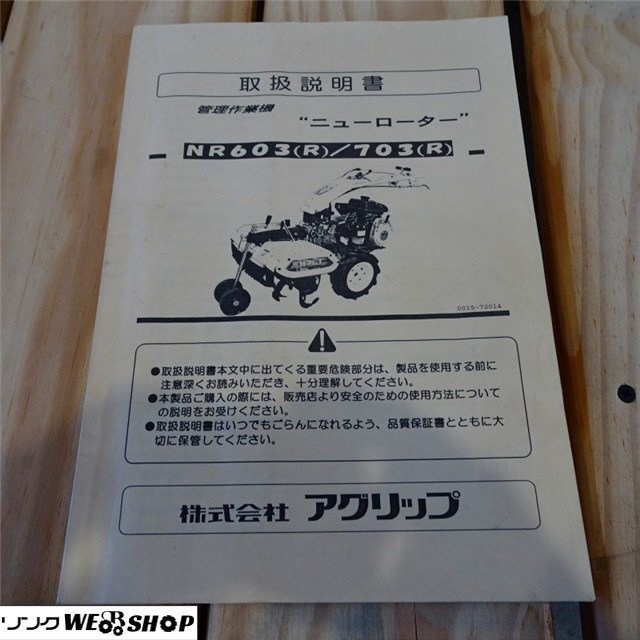 取扱説明書
管理作業機
“ニューローター”
NR603(R)/703(R)
0015-70014
●取扱説明書本文中に出てくる重要危険部分は、製品を使用する前に
注意深くお読みいただき、十分理解してください。
●本製品ご購入の際には、販売店より安全のための使用方法について
の説明をお受けください。
●取扱説明書はいつでもごらんになれるよう、品質保証書とともに大
切に保管してください。
株式会社 アグリップ
リンク WEB SHOP